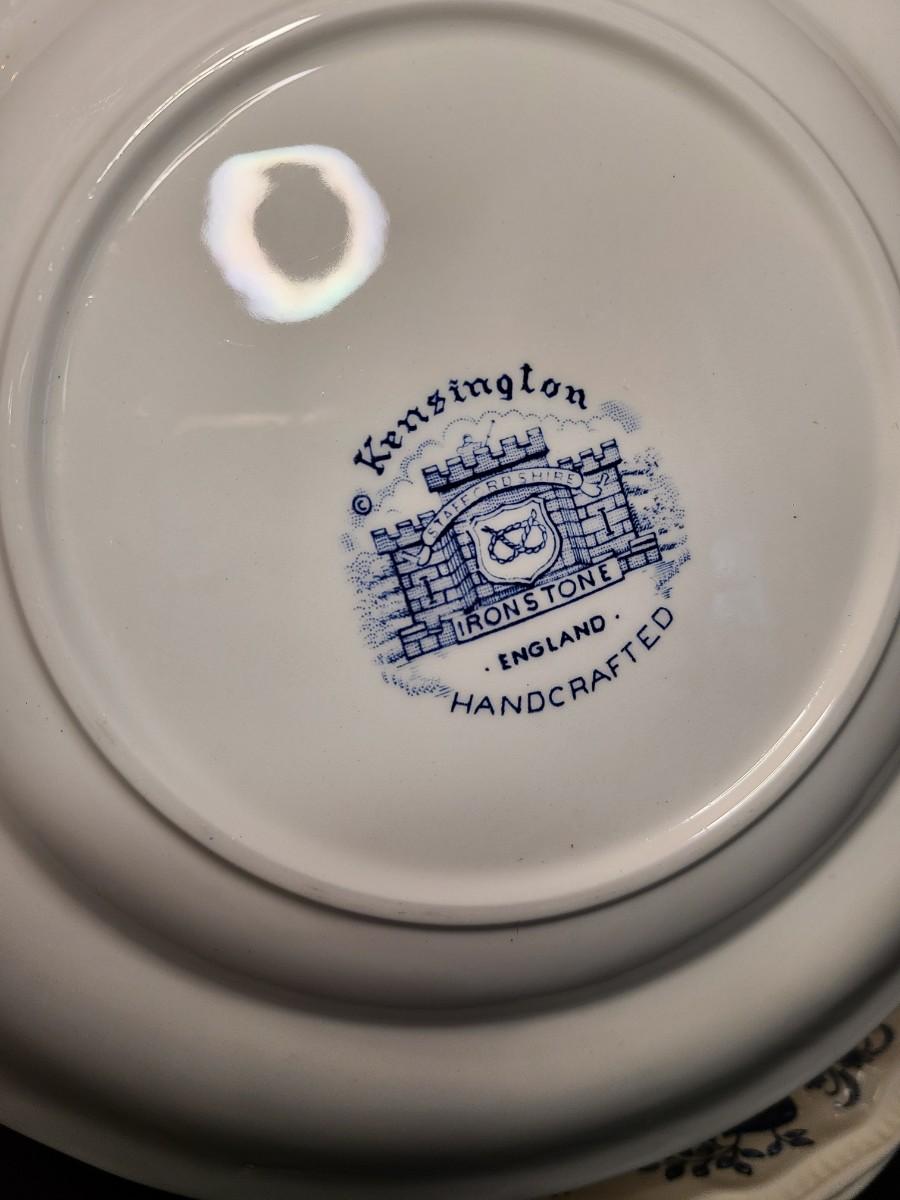 Kensington
©
STAFFORDSHIRE
IRONSTONE
· ENGLAND ·
HANDCRAFTED